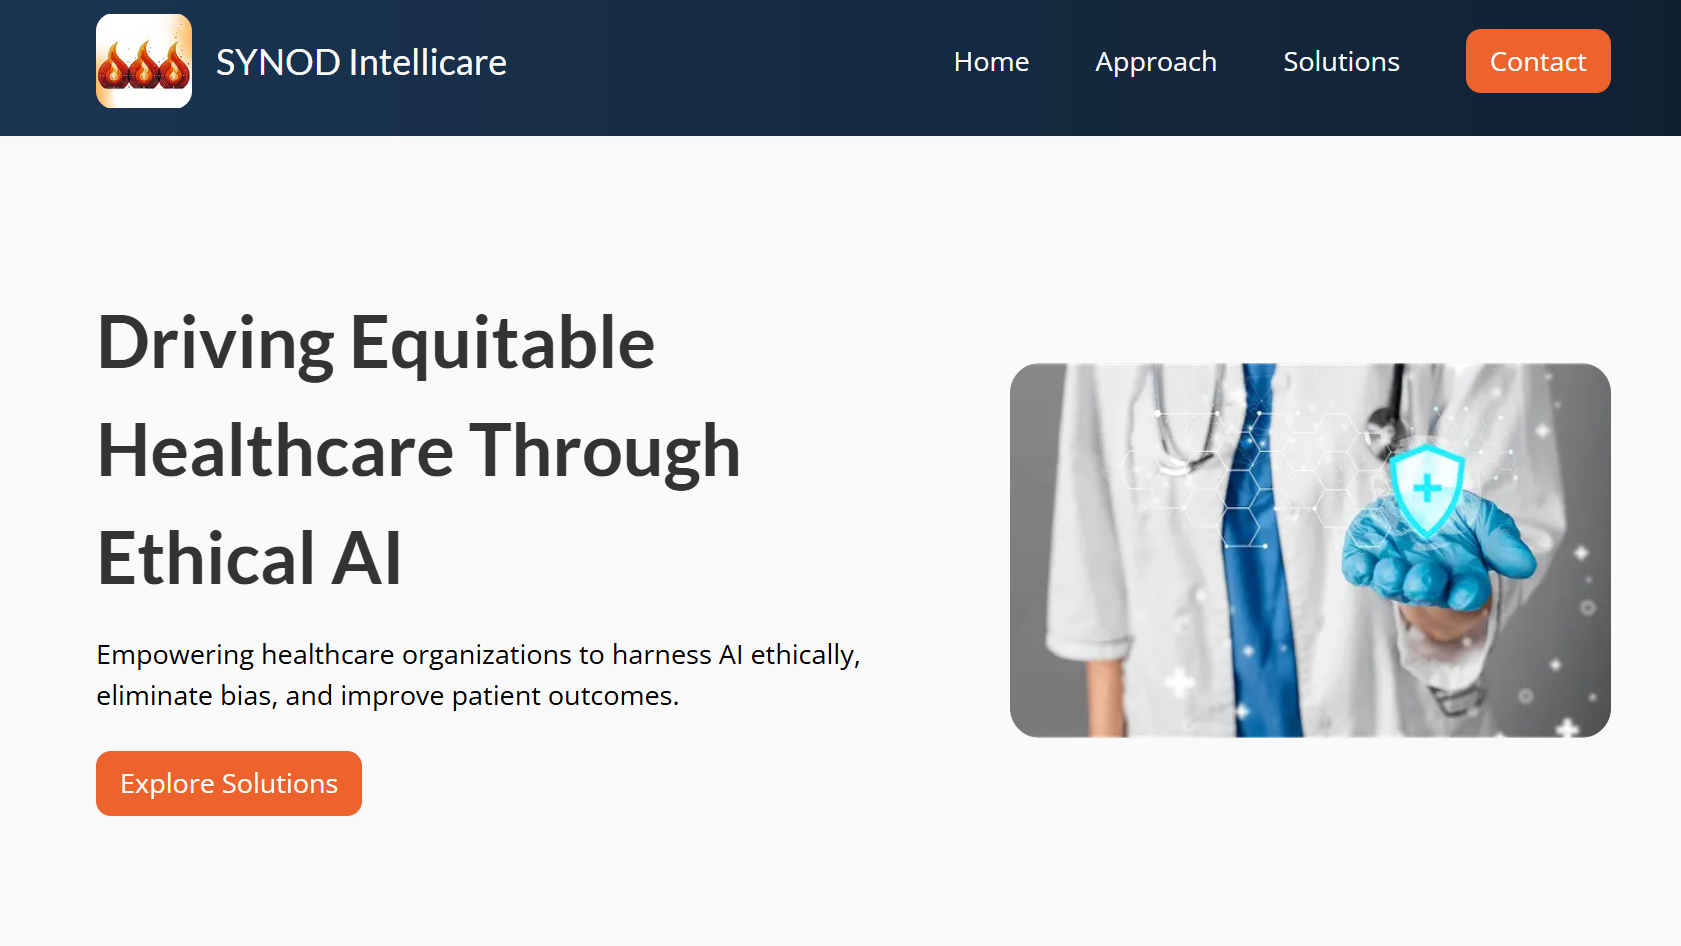 SYNOD Intellicare
Home
Approach
Solutions
Contact
Driving Equitable
Healthcare Through
Ethical AI
Empowering healthcare organizations to harness AI ethically,
eliminate bias, and improve patient outcomes.
Explore Solutions